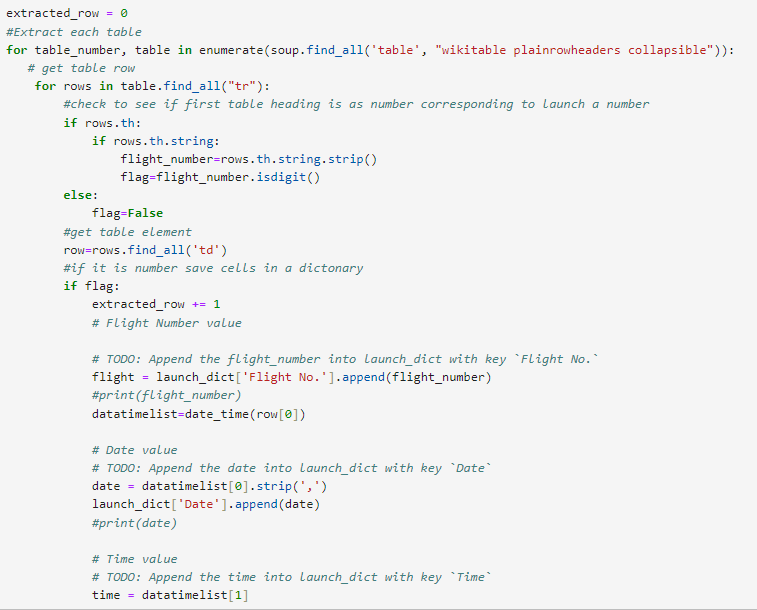 extracted_row = 0
#Extract each table
for table_number, table in enumerate(soup.find_all('table', "wikitable plainrowheaders collapsible")):
   # get table row
    for rows in table.find_all("tr"):
        #check to see if first table heading is as number corresponding to launch a number
        if rows.th:
            if rows.th.string:
                flight_number=rows.th.string.strip()
                flag=flight_number.isdigit()
        else:
            flag=False
        #get table element
        row=rows.find_all('td')
        #if it is number save cells in a dictonary
        if flag:
            extracted_row += 1
            # Flight Number value

            # TODO: Append the flight_number into launch_dict with key `Flight No.`
            flight = launch_dict['Flight No.'].append(flight_number)
            #print(flight_number)
            datatimelist=date_time(row[0])

            # Date value
            # TODO: Append the date into launch_dict with key `Date`
            date = datatimelist[0].strip(',')
            launch_dict['Date'].append(date)
            #print(date)

            # Time value
            # TODO: Append the time into launch_dict with key `Time`
            time = datatimelist[1]